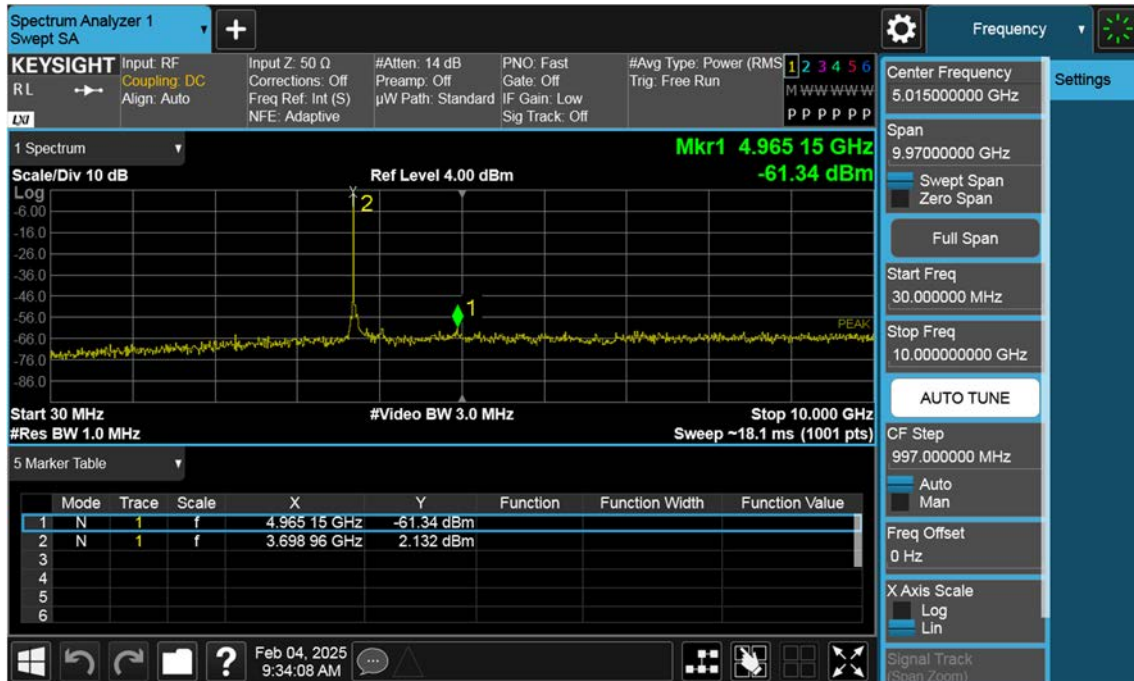 Spectrum Analyzer 1
Swept SA
+
Frequency
KEYSIGHT
RL
LXI
Input: RF
Coupling: DC
Align: Auto
Input Z: 50 Ω
Corrections: Off
Freq Ref: Int (S)
NFE: Adaptive
#Atten: 14 dB
Preamp: Off
µW Path: Standard
PNO: Fast
Gate: Off
IF Gain: Low
Sig Track: Off
#Avg Type: Power (RMS
Trig: Free Run
1 2 3 4 5 6
M W W W W W
P P P P P P
Center Frequency
5.015000000 GHz
Settings
1 Spectrum
Mkr1 4.965 15 GHz
-61.34 dBm
Scale/Div 10 dB
Ref Level 4.00 dBm
Log
-6.00
-16.0
-26.0
-36.0
-46.0
-56.0
-66.0
-76.0
-86.0
2
1
PEAK
Start 30 MHz
#Video BW 3.0 MHz
Stop 10.000 GHz
#Res BW 1.0 MHz
Sweep ~18.1 ms (1001 pts)
Span
9.97000000 GHz
Swept Span
Zero Span
Full Span
Start Freq
30.000000 MHz
Stop Freq
10.000000000 GHz
AUTO TUNE
CF Step
997.000000 MHz
Auto
Man
Freq Offset
0 Hz
X Axis Scale
Log
Lin
Signal Track
(Span Zoom)
5 Marker Table
Mode Trace Scale X Y Function Function Width Function Value
1 N 1 f 4.965 15 GHz -61.34 dBm
2 N 1 f 3.698 96 GHz 2.132 dBm
3
4
5
6
?
Feb 04, 2025
9:34:08 AM